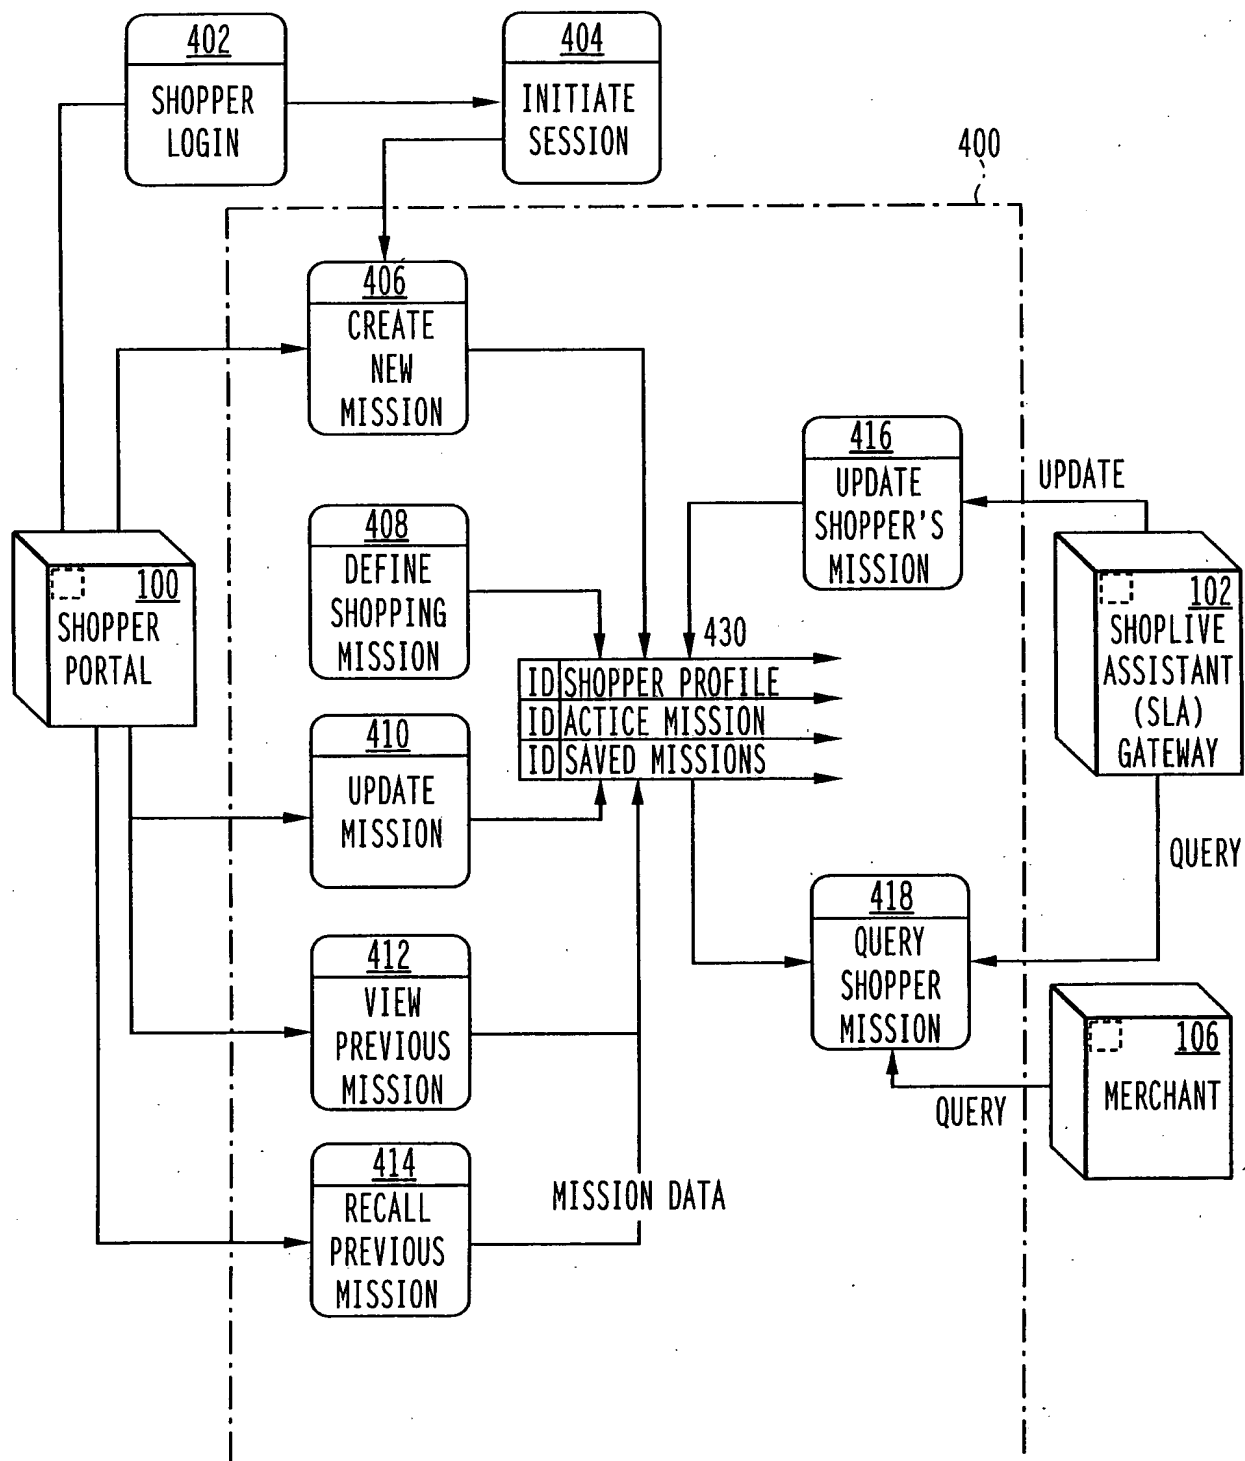 402
SHOPPER
LOGIN
404
INITIATE
SESSION
400
406
CREATE
NEW
MISSION
416
UPDATE
SHOPPER'S
MISSION
UPDATE
408
DEFINE
SHOPPING
MISSION
100
SHOPPER
PORTAL
102
SHOPLIVE
ASSISTANT
(SLA)
GATEWAY
430
ID SHOPPER PROFILE
ID ACTICE MISSION
ID SAVED MISSIONS
410
UPDATE
MISSION
QUERY
418
QUERY
SHOPPER
MISSION
412
VIEW
PREVIOUS
MISSION
106
MERCHANT
QUERY
414
RECALL
PREVIOUS
MISSION
MISSION DATA